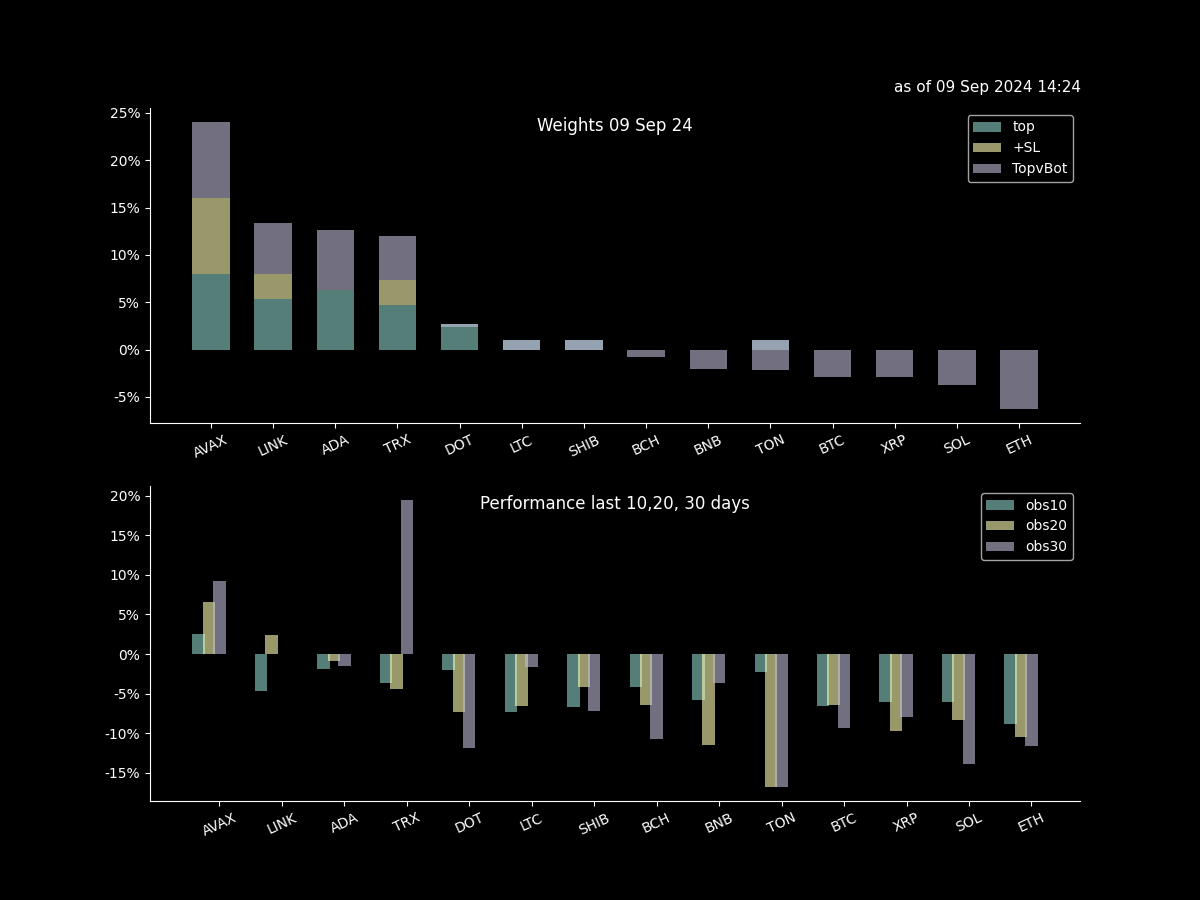 as of 09 Sep 2024 14:24
Weights 09 Sep 24
top
+SL
TopvBot
25%
20%
15%
10%
5%
0%
-5%
AVAX LINK ADA TRX DOT LTC SHIB BCH BNB TON BTC XRP SOL ETH
Performance last 10,20, 30 days
obs10
obs20
obs30
20%
15%
10%
5%
0%
-5%
-10%
-15%
AVAX LINK ADA TRX DOT LTC SHIB BCH BNB TON BTC XRP SOL ETH